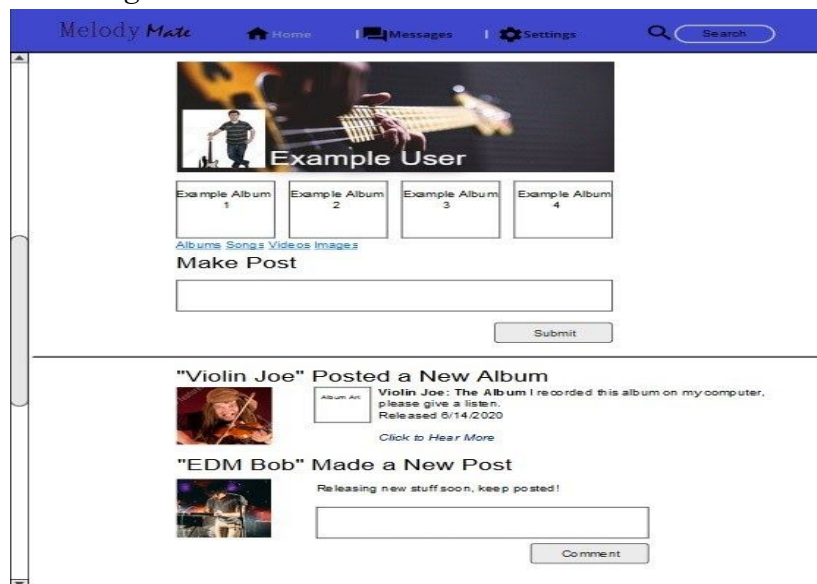 Melody Mate
Home
Messages
Settings
Search
Example User
Example Album 1
Example Album 2
Example Album 3
Example Album 4
Albums Songs Videos Images
Make Post
Submit
"Violin Joe" Posted a New Album
Album Art
Violin Joe: The Album I recorded this album on my computer,
please give a listen.
Released 6/14/2020
Click to Hear More
"EDM Bob" Made a New Post
Releasing new stuff soon, keep posted!
Comment